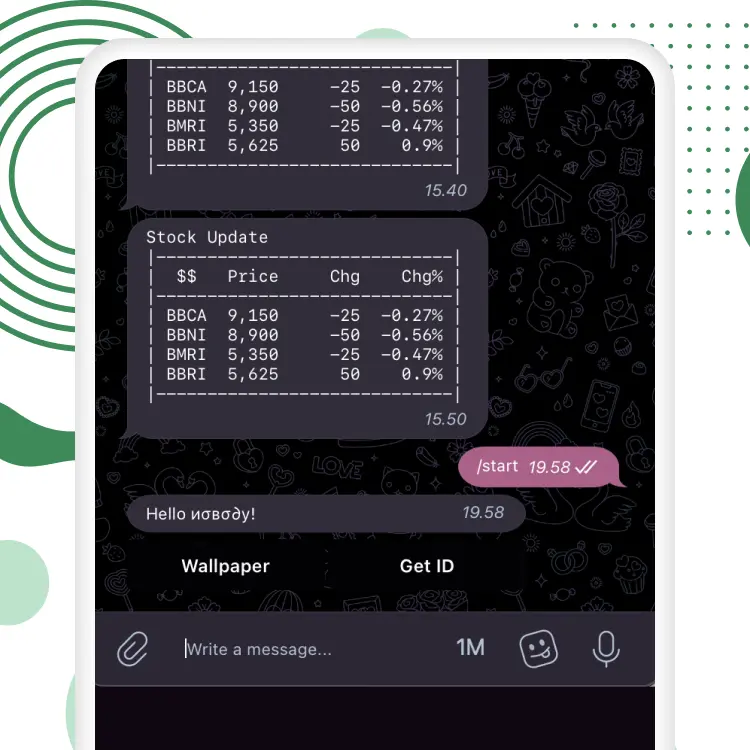 |------------------------|
| BBCA  9,150     -25  -0.27% |
| BBNI  8,900     -50  -0.56% |
| BMRI  5,350     -25  -0.47% |
| BBRI  5,625      50    0.9% |
|------------------------|
15.40
Stock Update
|------------------------|
|  $$   Price     Chg    Chg% |
|------------------------|
| BBCA  9,150     -25  -0.27% |
| BBNI  8,900     -50  -0.56% |
| BMRI  5,350     -25  -0.47% |
| BBRI  5,625      50    0.9% |
|------------------------|
15.50
/start 19.58
LOVE
Hello иσвσ∂у! 19.58
Wallpaper Get ID
Write a message... 1M